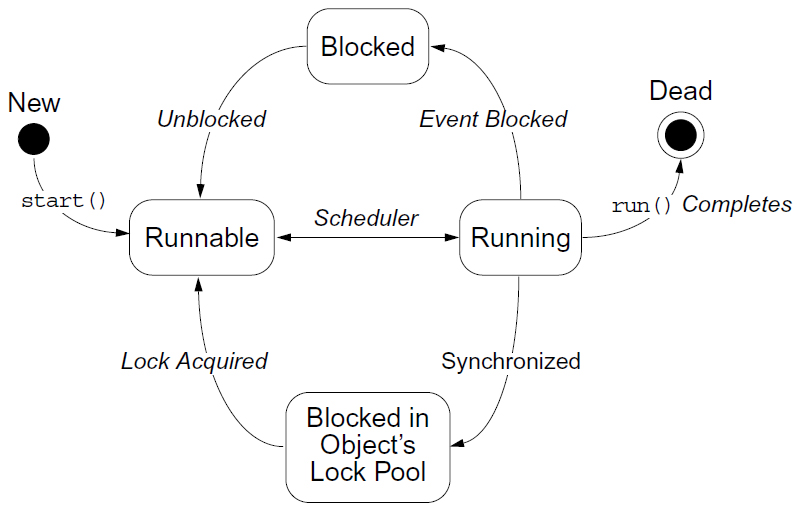 Blocked
New
Dead
Unblocked
Event Blocked
start()
run() Completes
Scheduler
Runnable
Running
Lock Acquired
Synchronized
Blocked in
Object’s
Lock Pool